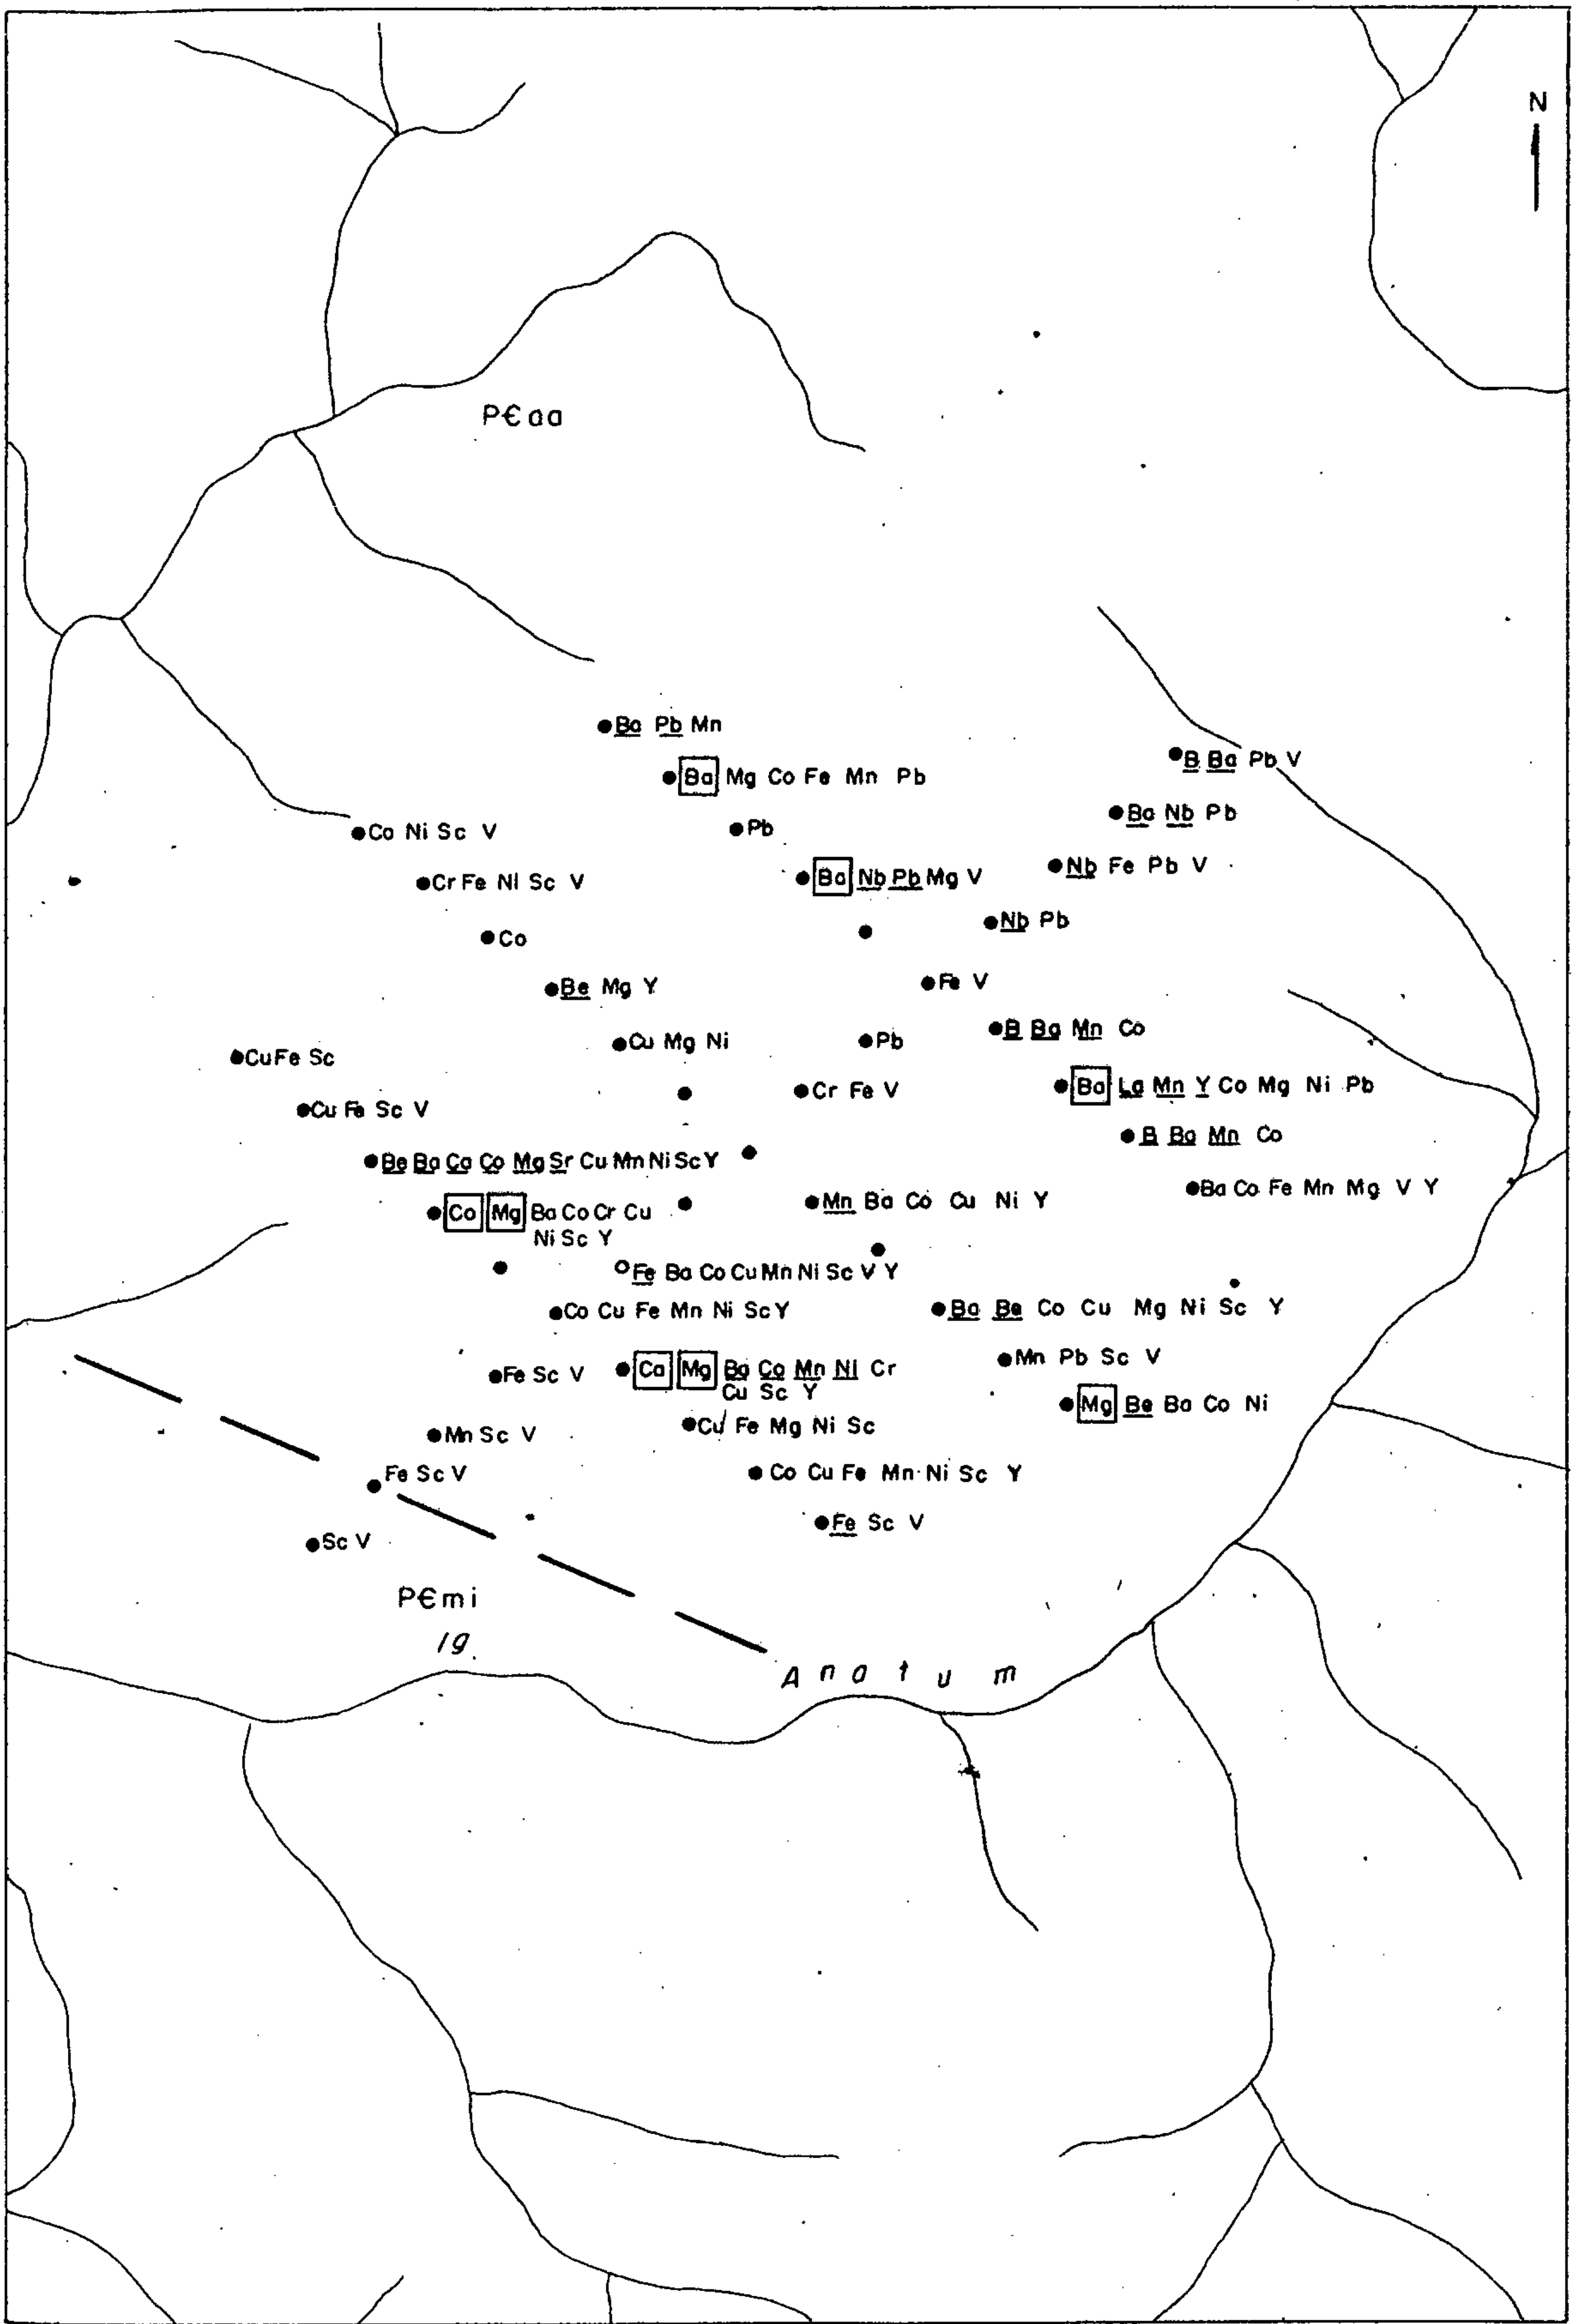 N
P€aa
Ba Pb Mn
B Ba Pb V
Ba Mg Co Fe Mn Pb
Ba Nb Pb
Pb
Co Ni Sc V
Nb Fe Pb V
Ba Nb Pb Mg V
Cr Fe Ni Sc V
Nb Pb
Co
Fe V
Be Mg Y
B Ba Mn Co
Cu Mg Ni
Pb
Cu Fe Sc
Ba La Mn Y Co Mg Ni Pb
Cr Fe V
Cu Fe Sc V
B Ba Mn Co
Be Ba Ca Co Mg Sr Cu Mn Ni Sc Y
Ba Co Fe Mn Mg V Y
Mn Ba Co Cu Ni Y
Mg Ba Co Cr Cu
Ni Sc Y
Fe Ba Co Cu Mn Ni Sc V Y
Co Cu Fe Mn Ni Sc Y
Ba Be Co Cu Mg Ni Sc Y
Mn Pb Sc V
Fe Sc V
Ca Mg Ba Co Mn Ni Cr
Cu Sc Y
Mg Be Ba Co Ni
Cu Fe Mg Ni Sc
Mn Sc V
Fe Sc V
Co Cu Fe Mn Ni Sc Y
Fe Sc V
Sc V
P€mi
Ig.
Anatum